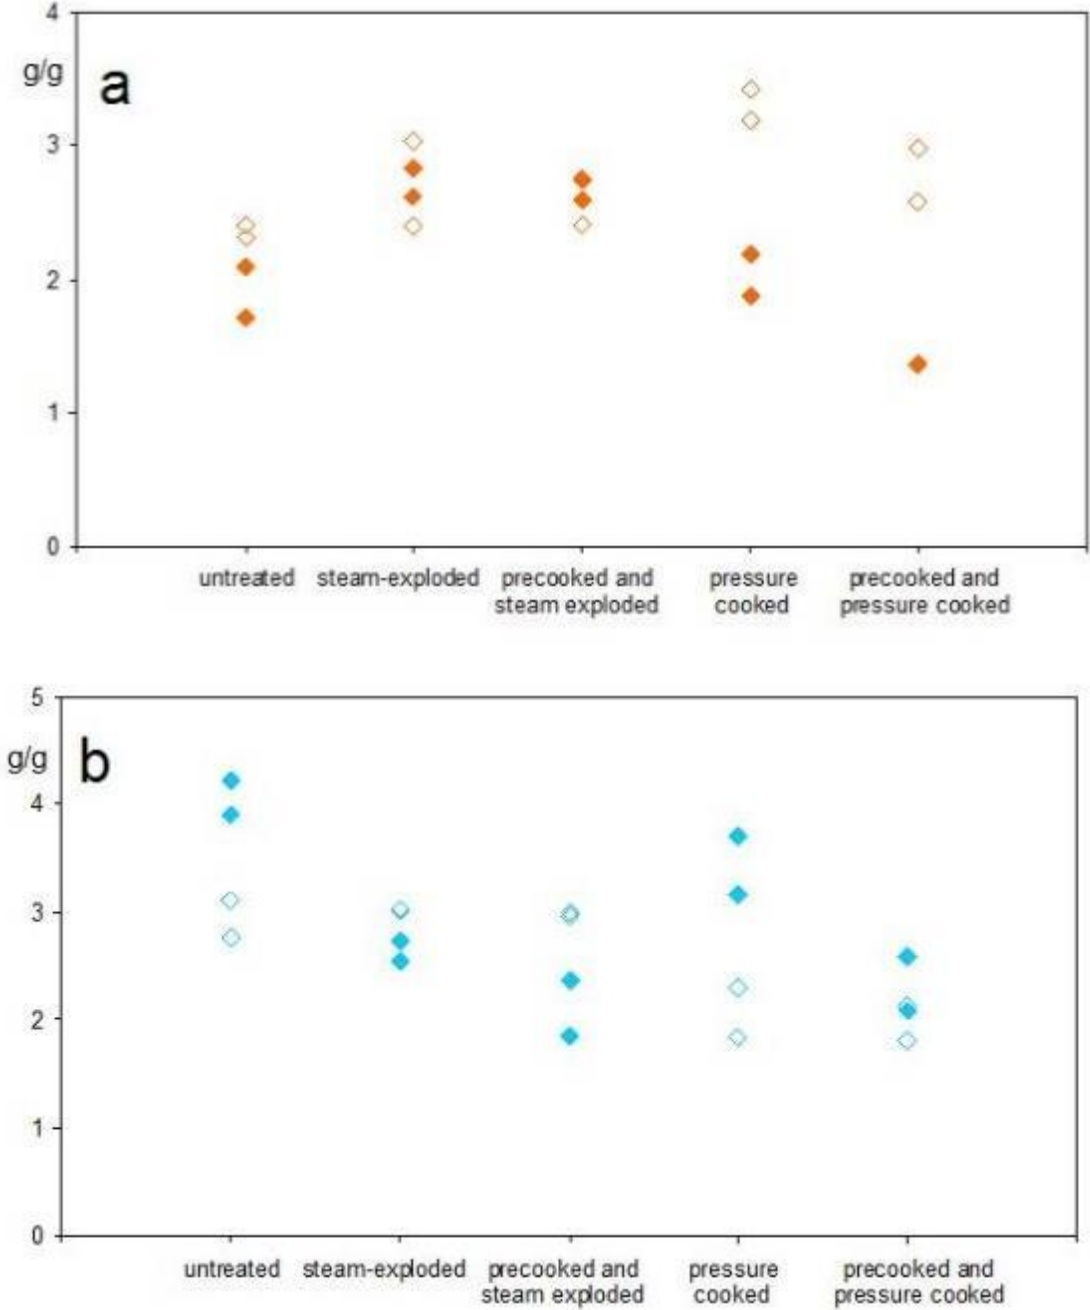 4
g/g
a
3
2
1
0
untreated
steam-exploded
precooked and
steam exploded
pressure
cooked
precooked and
pressure cooked
5
g/g
b
4
3
2
1
0
untreated
steam-exploded
precooked and
steam exploded
pressure
cooked
precooked and
pressure cooked